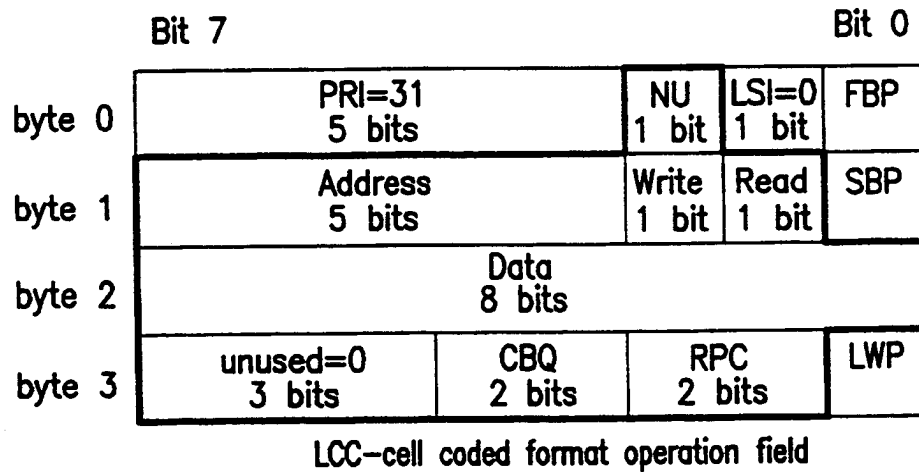 Bit 7 Bit 0
byte 0 PRI=31 NU LSI=0 FBP
5 bits 1 bit 1 bit
byte 1 Address Write Read SBP
5 bits 1 bit 1 bit
byte 2 Data
8 bits
byte 3 unused=0 CBQ RPC LWP
3 bits 2 bits 2 bits
LCC-cell coded format operation field